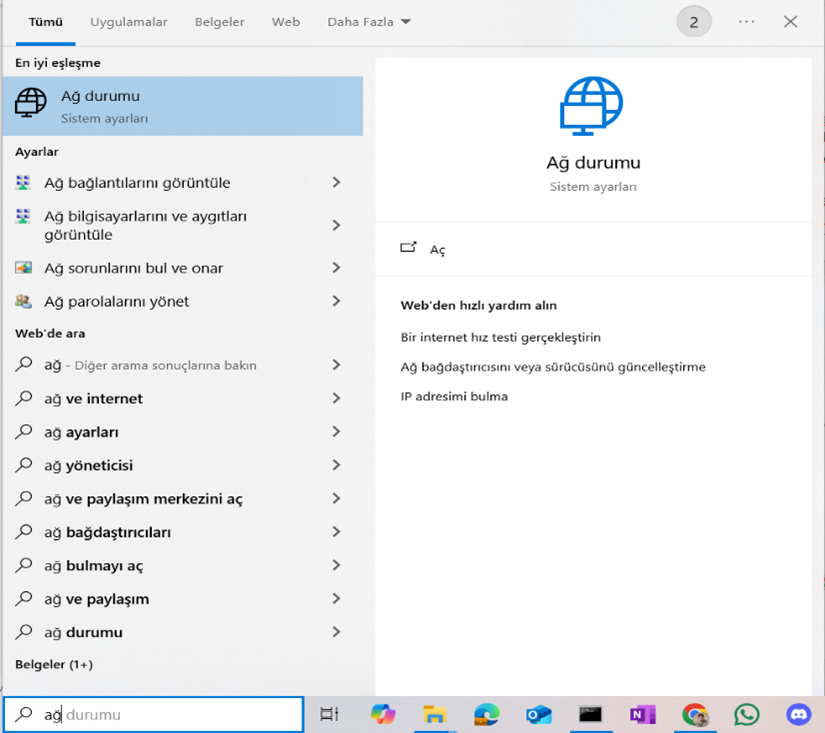 Tümü Uygulamalar Belgeler Web Daha Fazla 2 ...
En iyi eşleşme
Ağ durumu
Sistem ayarları
Ayarlar
Ağ bağlantılarını görüntüle
Ağ bilgisayarlarını ve aygıtları
görüntüle
Ağ sorunlarını bul ve onar
Ağ parolalarını yönet
Web'de ara
ağ - Diğer arama sonuçlarına bakın
ağ ve internet
ağ ayarları
ağ yöneticisi
ağ ve paylaşım merkezini aç
ağ bağdaştırıcıları
ağ bulmayı aç
ağ ve paylaşım
ağ durumu
Belgeler (1+)
ağ durumu
Ağ durumu
Sistem ayarları
Aç
Web'den hızlı yardım alın
Bir internet hız testi gerçekleştirin
Ağ bağdaştırıcısını veya sürücüsünü güncelleştirme
IP adresimi bulma